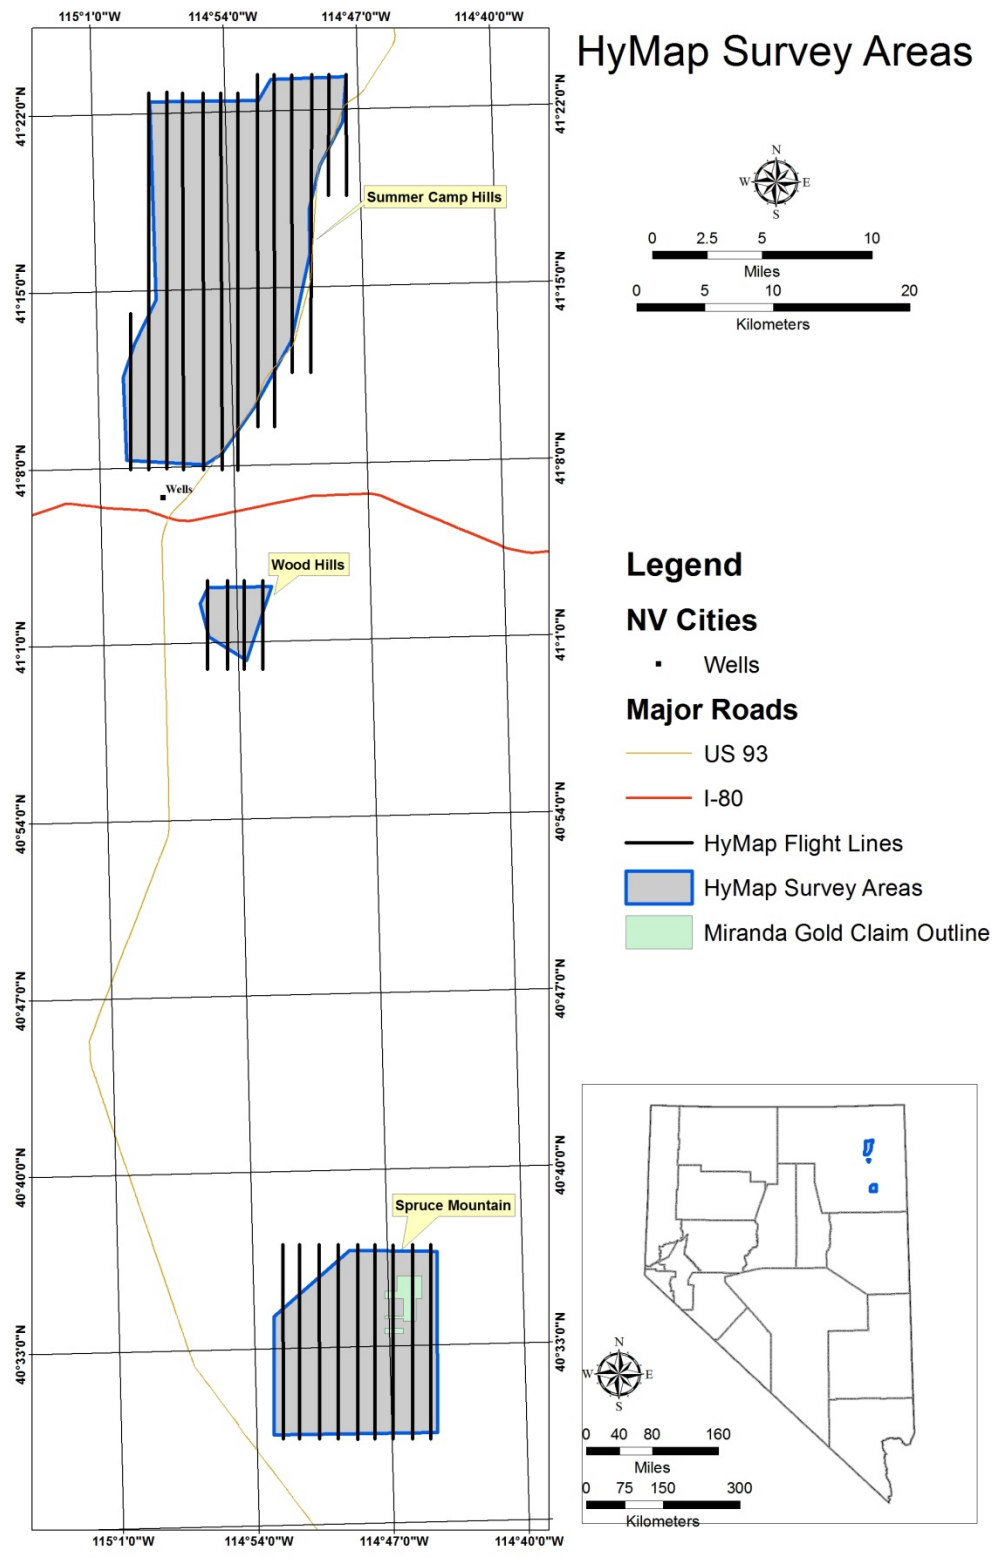 115°1'0"W
114°54'0"W
114°47'0"W
114°40'0"W
HyMap Survey Areas
41°22'0"N
41°22'0"N
N
W
E
S
Summer Camp Hills
0
2.5
5
10
Miles
0
5
10
20
Kilometers
41°15'0"N
41°15'0"N
41°8'0"N
41°8'0"N
Wells
Wood Hills
41°1'0"N
41°1'0"N
Legend
NV Cities
Wells
Major Roads
US 93
I-80
HyMap Flight Lines
HyMap Survey Areas
Miranda Gold Claim Outline
40°54'0"N
40°54'0"N
40°47'0"N
40°47'0"N
40°40'0"N
40°40'0"N
Spruce Mountain
40°33'0"N
40°33'0"N
N
W
E
S
0
40
80
160
Miles
0
75
150
300
Kilometers
115°1'0"W
114°54'0"W
114°47'0"W
114°40'0"W